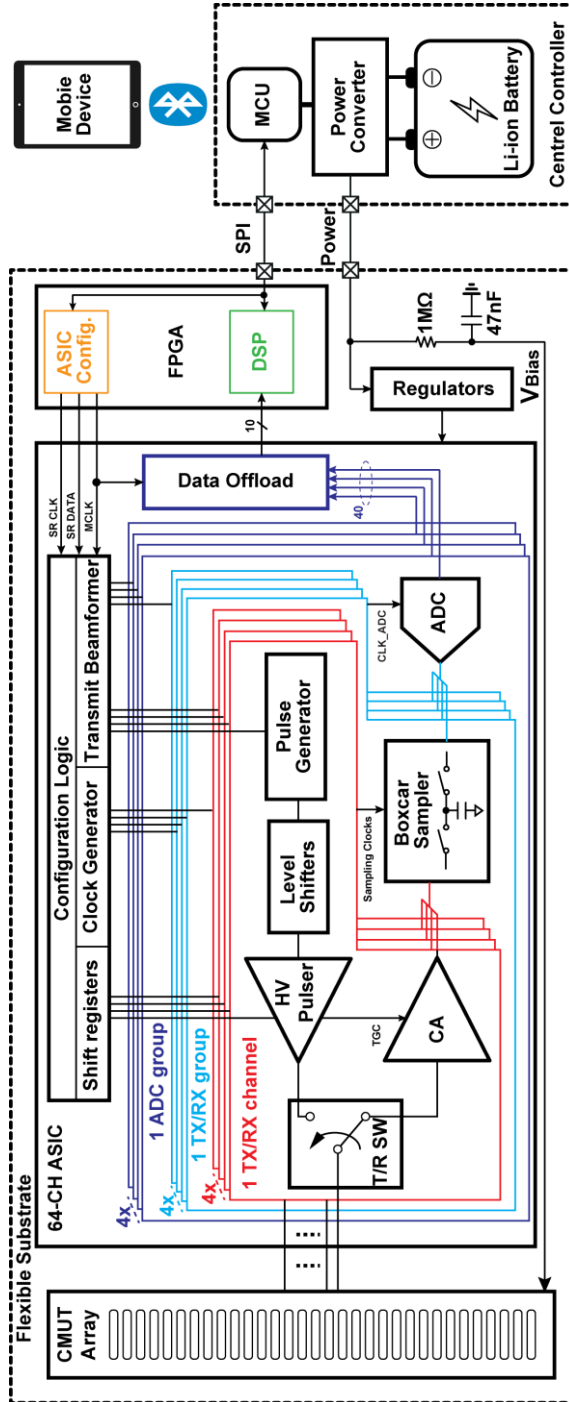 Flexible Substrate
CMUT
Array
64-CH ASIC
Configuration Logic
Shift registers
Clock Generator
Transmit Beamformer
SR CLK
SR DATA
MCLK
4x
1 ADC group
4x
1 TX/RX group
4x
1 TX/RX channel
T/R SW
HV
Pulser
Level
Shifters
Pulse
Generator
TGC
CA
Sampling Clocks
Boxcar
Sampler
CLK_ADC
ADC
40
Data Offload
10
ASIC
Config.
FPGA
DSP
Regulators
VBias
1MΩ
47nF
SPI
Power
Mobie
Device
MCU
Power
Converter
Li-ion Battery
Centrel Controller